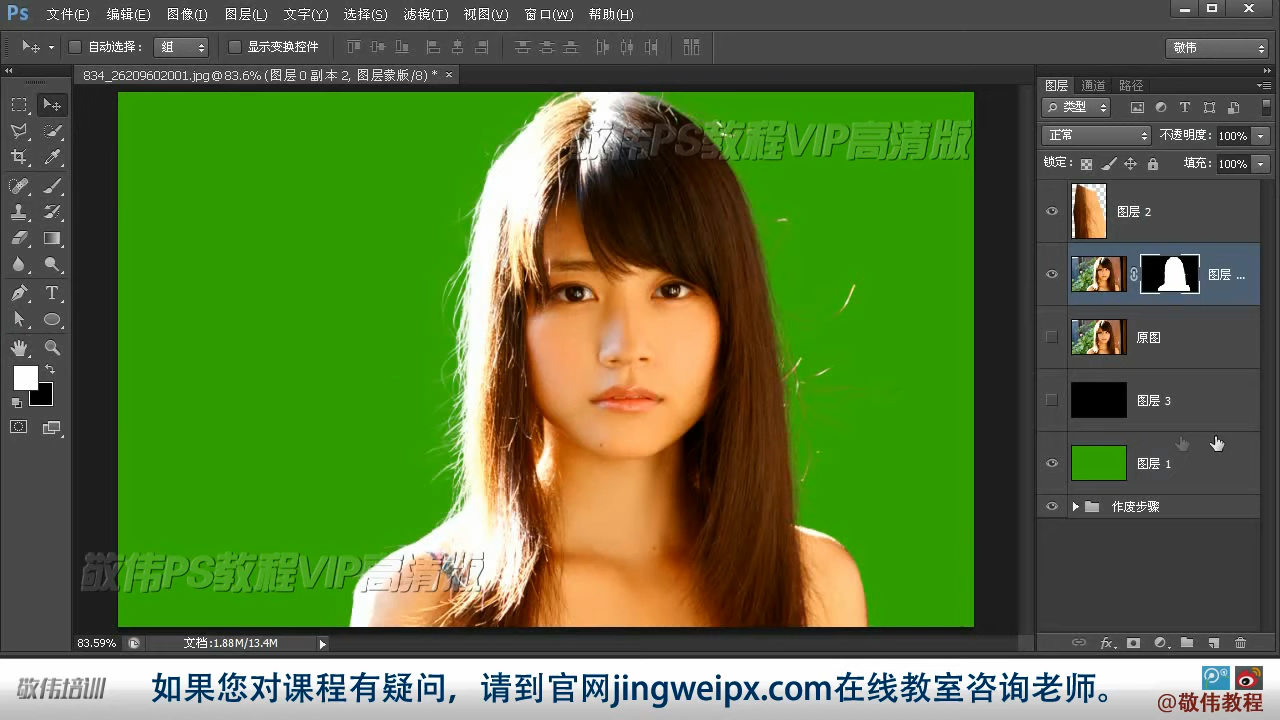 Ps 文件(F) 编辑(E) 图像(I) 图层(L) 文字(Y) 选择(S) 滤镜(T) 视图(V) 窗口(W) 帮助(H)
自动选择: 组 显示变换控件 敬伟
834_26209602001.jpg @ 83.6% (图层 0 副本 2, 图层蒙版/8) * ×
图层 通道 路径
类型
正常 不透明度: 100%
锁定: 填充: 100%
敬伟PS教程VIP高清版
图层 2
图层 ...
原图
图层 3
图层 1
作废步骤
敬伟PS教程VIP高清版
83.59% 文档:1.88M/13.4M
敬伟培训 如果您对课程有疑问，请到官网jingweipx.com在线教室咨询老师。
@敬伟教程